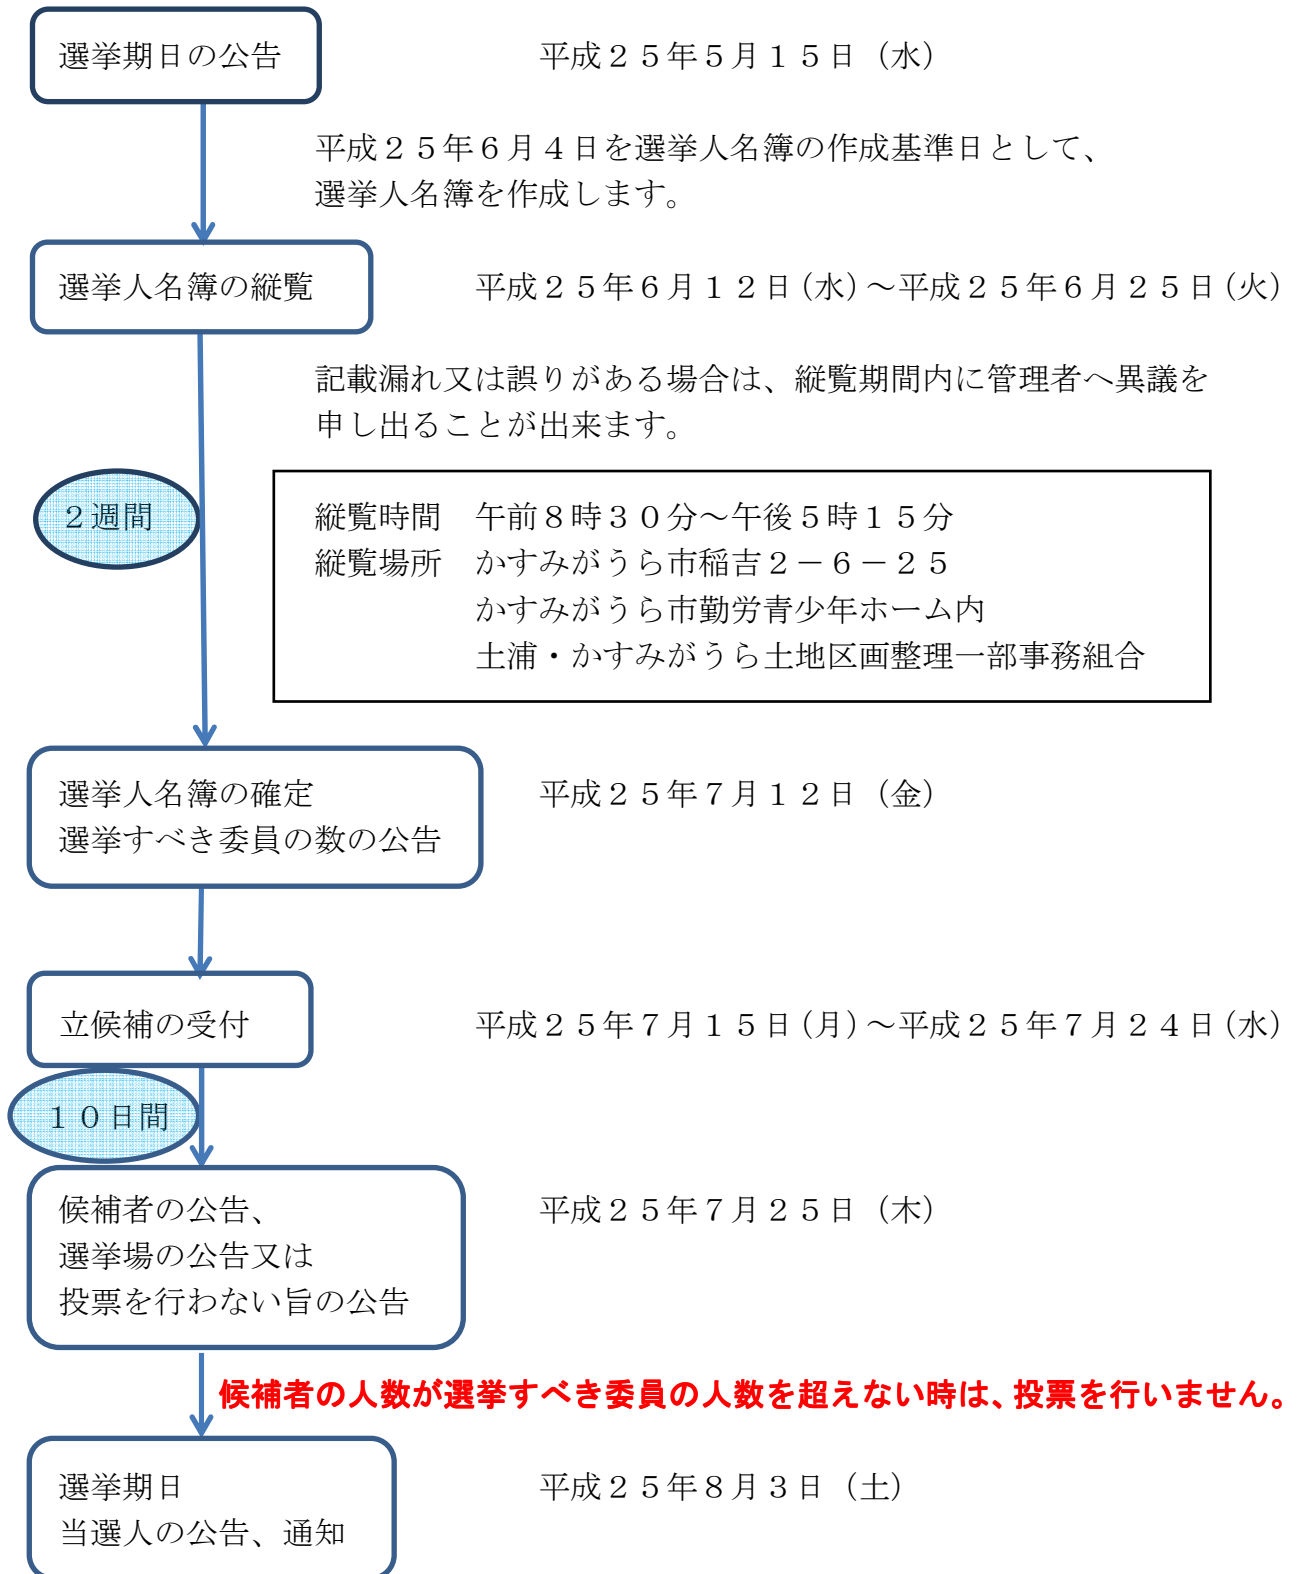 選挙期日の公告　平成２５年５月１５日（水）
平成２５年６月４日を選挙人名簿の作成基準日として、
選挙人名簿を作成します。
選挙人名簿の縦覧　平成２５年６月１２日（水）～平成２５年６月２５日（火）
記載漏れ又は誤りがある場合は、縦覧期間内に管理者へ異議を
申し出ることが出来ます。
２週間
縦覧時間　午前８時３０分～午後５時１５分
縦覧場所　かすみがうら市稲吉２－６－２５
かすみがうら市勤労青少年ホーム内
土浦・かすみがうら土地区画整理一部事務組合
選挙人名簿の確定　平成２５年７月１２日（金）
選挙すべき委員の数の公告
立候補の受付　平成２５年７月１５日（月）～平成２５年７月２４日（水）
１０日間
候補者の公告、　平成２５年７月２５日（木）
選挙場の公告又は
投票を行わない旨の公告
候補者の人数が選挙すべき委員の人数を超えない時は、投票を行いません。
選挙期日　平成２５年８月３日（土）
当選人の公告、通知